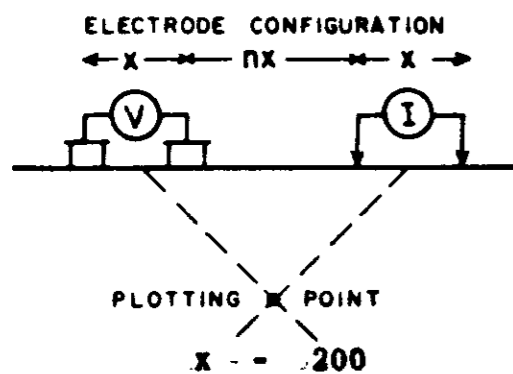 ELECTRODE CONFIGURATION
x nx x
V I
PLOTTING POINT
x - 200